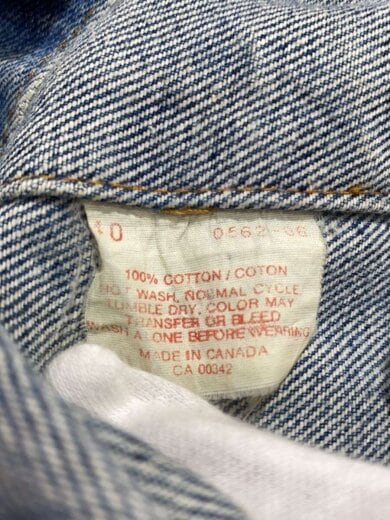 40 0562-06
100% COTTON / COTON
HOT WASH, NORMAL CYCLE
TUMBLE DRY, COLOR MAY
TRANSFER OR BLEED
WASH ALONE BEFORE WEARING
MADE IN CANADA
CA 00342